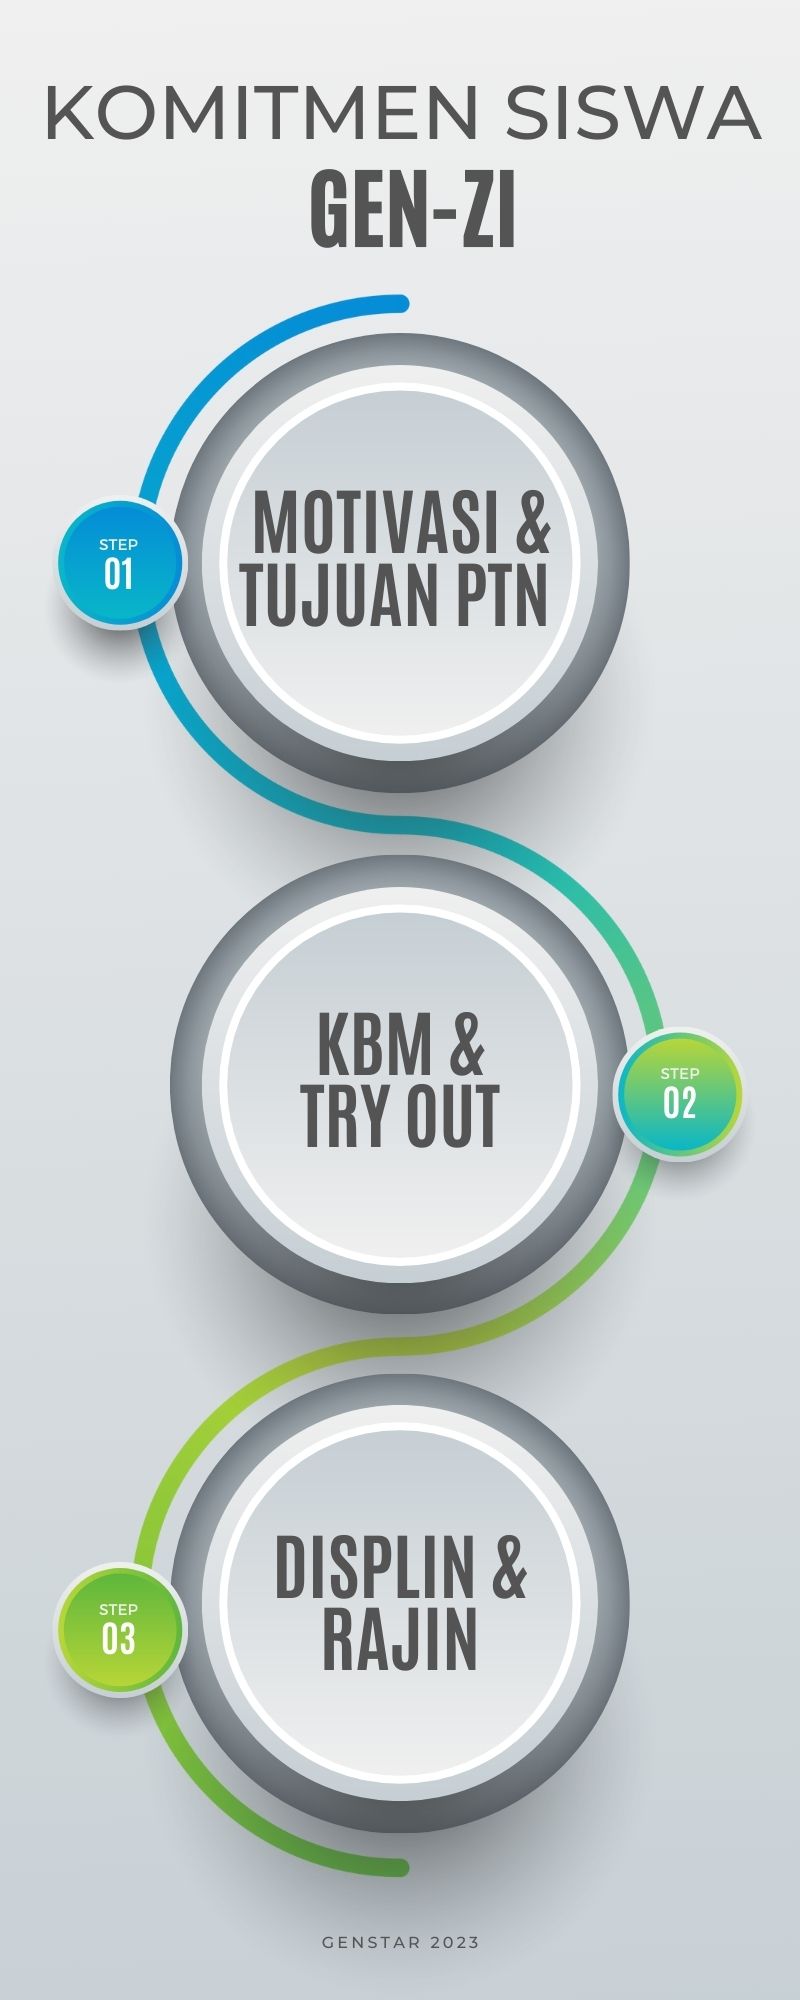 KOMITMEN SISWA
GEN-ZI
STEP
01
MOTIVASI &
TUJUAN PTN
KBM &
TRY OUT
STEP
02
STEP
03
DISPLIN &
RAJIN
GENSTAR 2023